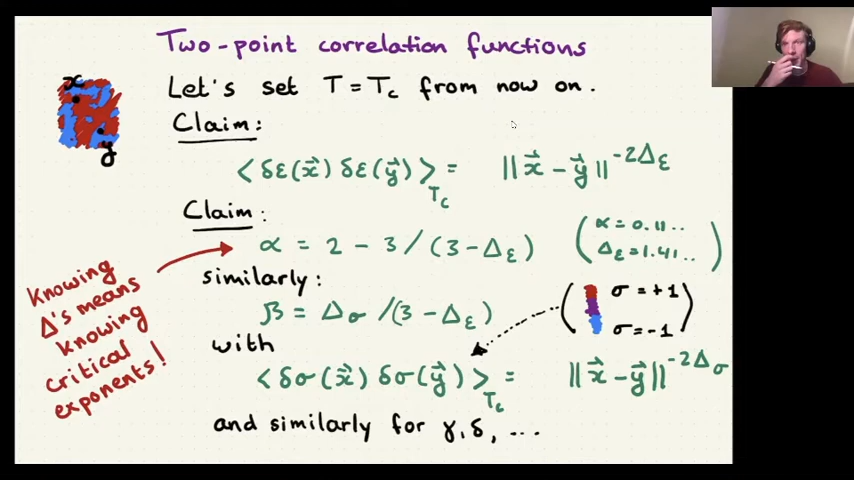 Two-point correlation functions
x
Let's set T = Tc from now on.
Claim:
y
< δε(x⃗) δε(y⃗) >_Tc = ||x⃗ - y⃗||^-2Δε
Claim:
α = 2 - 3 / (3 - Δε) (α = 0.11.. Δε = 1.41..)
Knowing
Δ's means
knowing
critical
exponents!
similarly:
β = Δσ / (3 - Δε) (σ = +1 σ = -1)
with
< δσ(x⃗) δσ(y⃗) >_Tc = ||x⃗ - y⃗||^-2Δσ
and similarly for γ, δ, ...